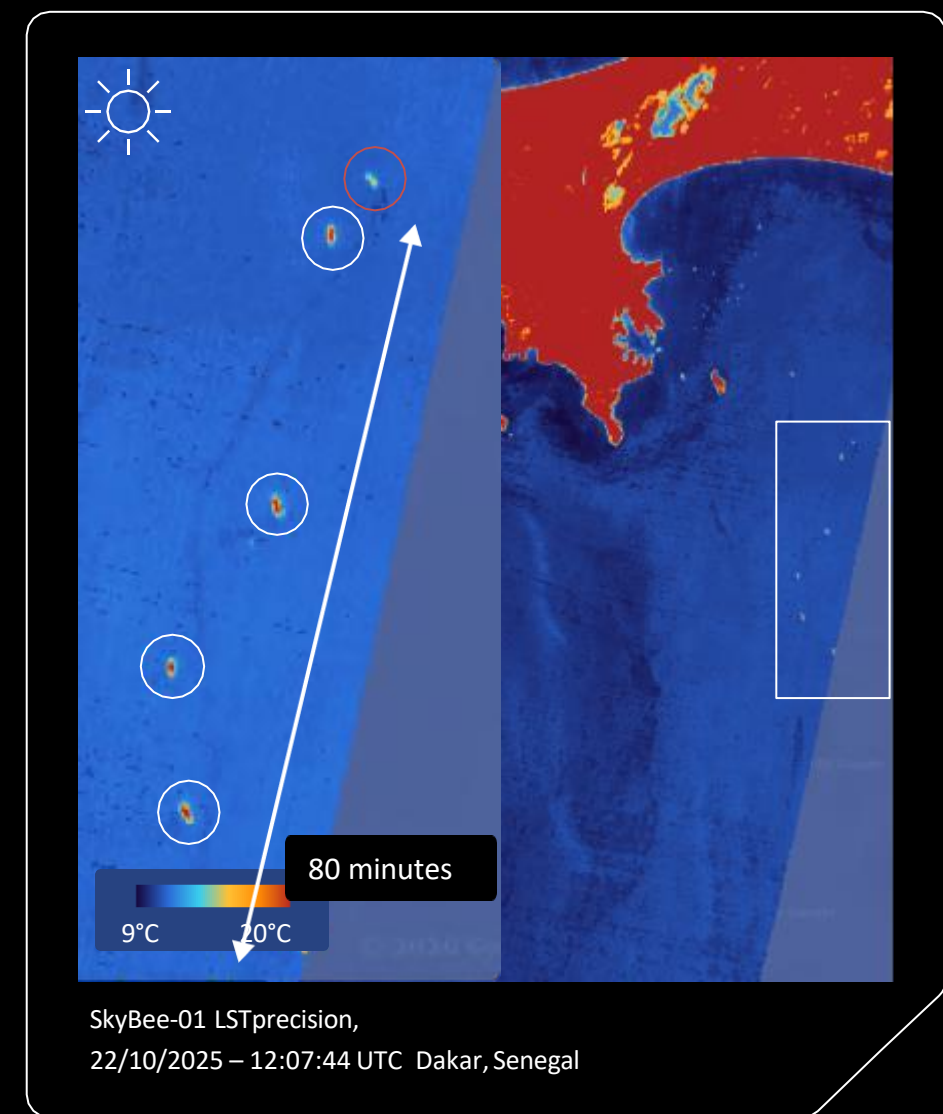 80 minutes
9°C 20°C
SkyBee-01 LSTprecision,
22/10/2025 – 12:07:44 UTC Dakar, Senegal